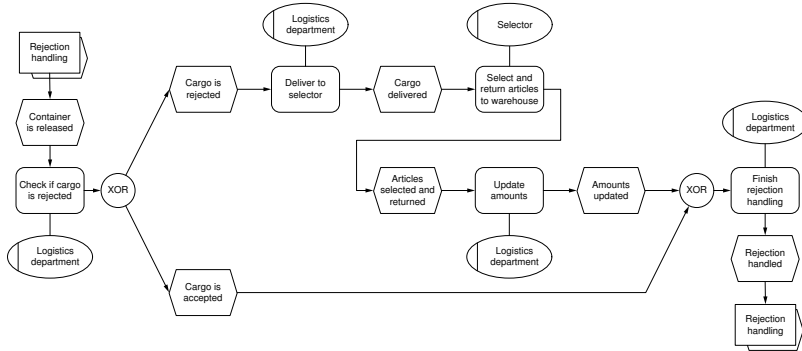 Rejection
handling
Container
is released
Check if cargo
is rejected
Logistics
department
XOR
Cargo is
rejected
Logistics
department
Deliver to
selector
Cargo
delivered
Selector
Select and
return articles
to warehouse
Articles
selected and
returned
Update
amounts
Logistics
department
Amounts
updated
Cargo is
accepted
XOR
Logistics
department
Finish
rejection
handling
Rejection
handled
Rejection
handling